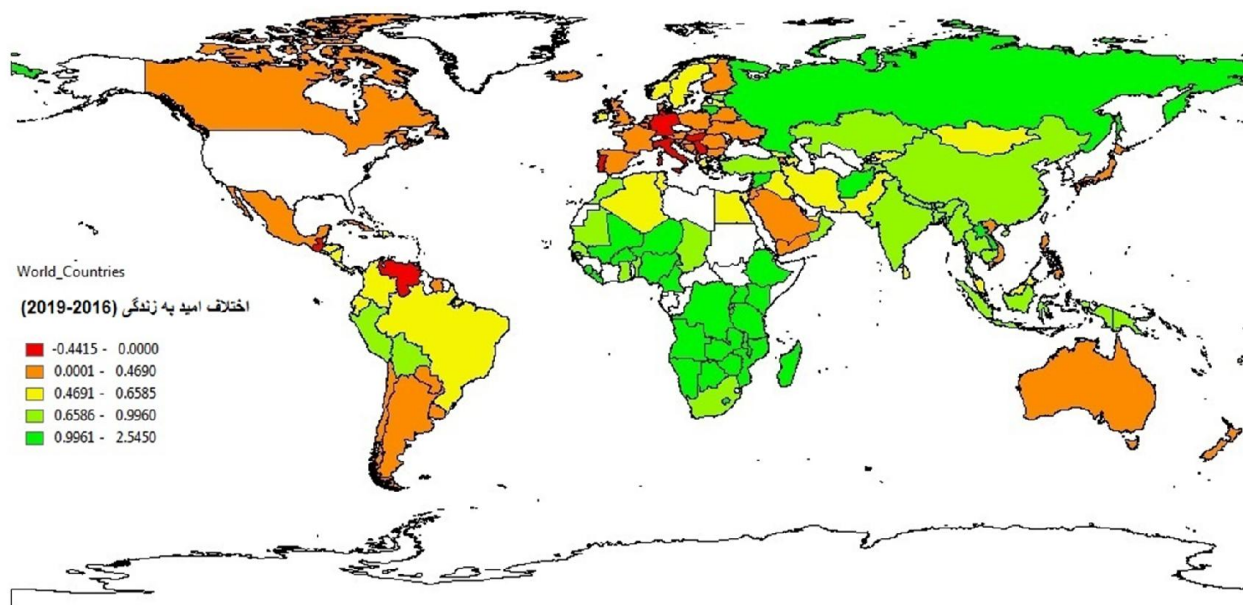 World_Countries
اختلاف امید به زندگی (2016-2019)
-0.4415 - 0.0000
0.0001 - 0.4690
0.4691 - 0.6585
0.6586 - 0.9960
0.9961 - 2.5450